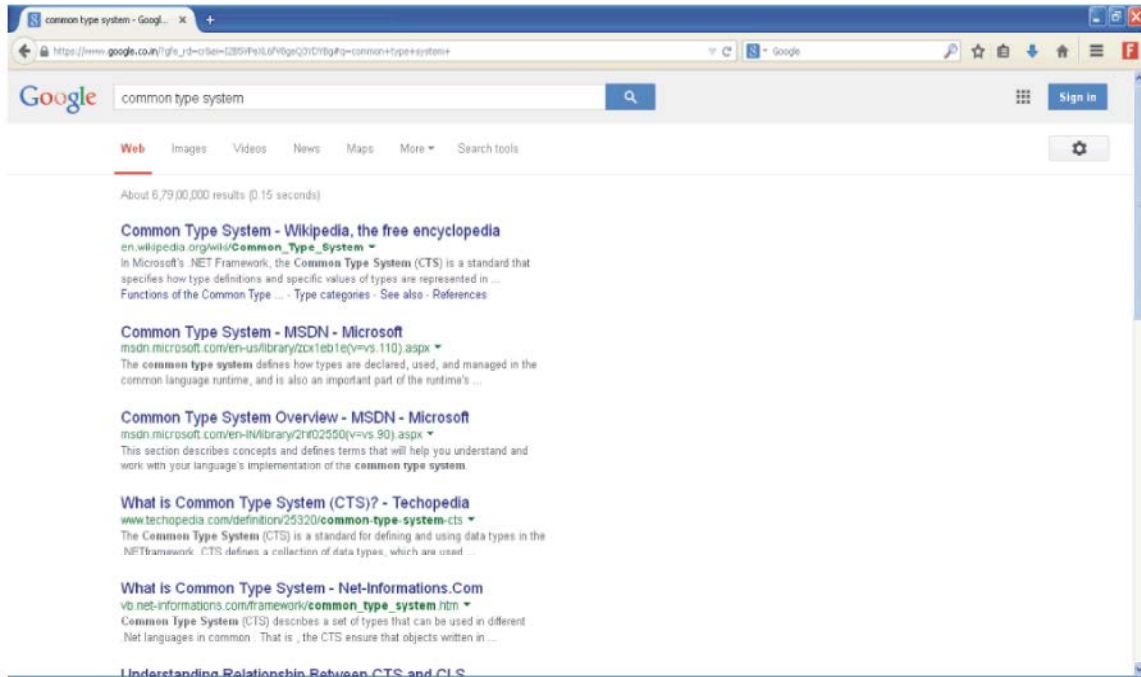 common type system - Googl... × +
https://www.google.co.in/?gfe_rd=cr&ei= #q=common+type+system+
Google
Google common type system Sign in
Web Images Videos News Maps More Search tools
About 6,79,00,000 results (0.15 seconds)
Common Type System - Wikipedia, the free encyclopedia
en.wikipedia.org/wiki/Common_Type_System
In Microsoft's .NET Framework, the Common Type System (CTS) is a standard that
specifies how type definitions and specific values of types are represented in ...
Functions of the Common Type ... - Type categories - See also - References
Common Type System - MSDN - Microsoft
msdn.microsoft.com/en-us/library/zcx1eb1e(v=vs.110).aspx
The common type system defines how types are declared, used, and managed in the
common language runtime, and is also an important part of the runtime's ...
Common Type System Overview - MSDN - Microsoft
msdn.microsoft.com/en-IN/library/2hf02550(v=vs.90).aspx
This section describes concepts and defines terms that will help you understand and
work with your language's implementation of the common type system.
What is Common Type System (CTS)? - Techopedia
www.techopedia.com/definition/25320/common-type-system-cts
The Common Type System (CTS) is a standard for defining and using data types in the
.NETframework. CTS defines a collection of data types, which are used ...
What is Common Type System - Net-Informations.Com
vb.net-informations.com/framework/common_type_system.htm
Common Type System (CTS) describes a set of types that can be used in different
.Net languages in common . That is , the CTS ensure that objects written in ...
Understanding Relationship Between CTS and CLS